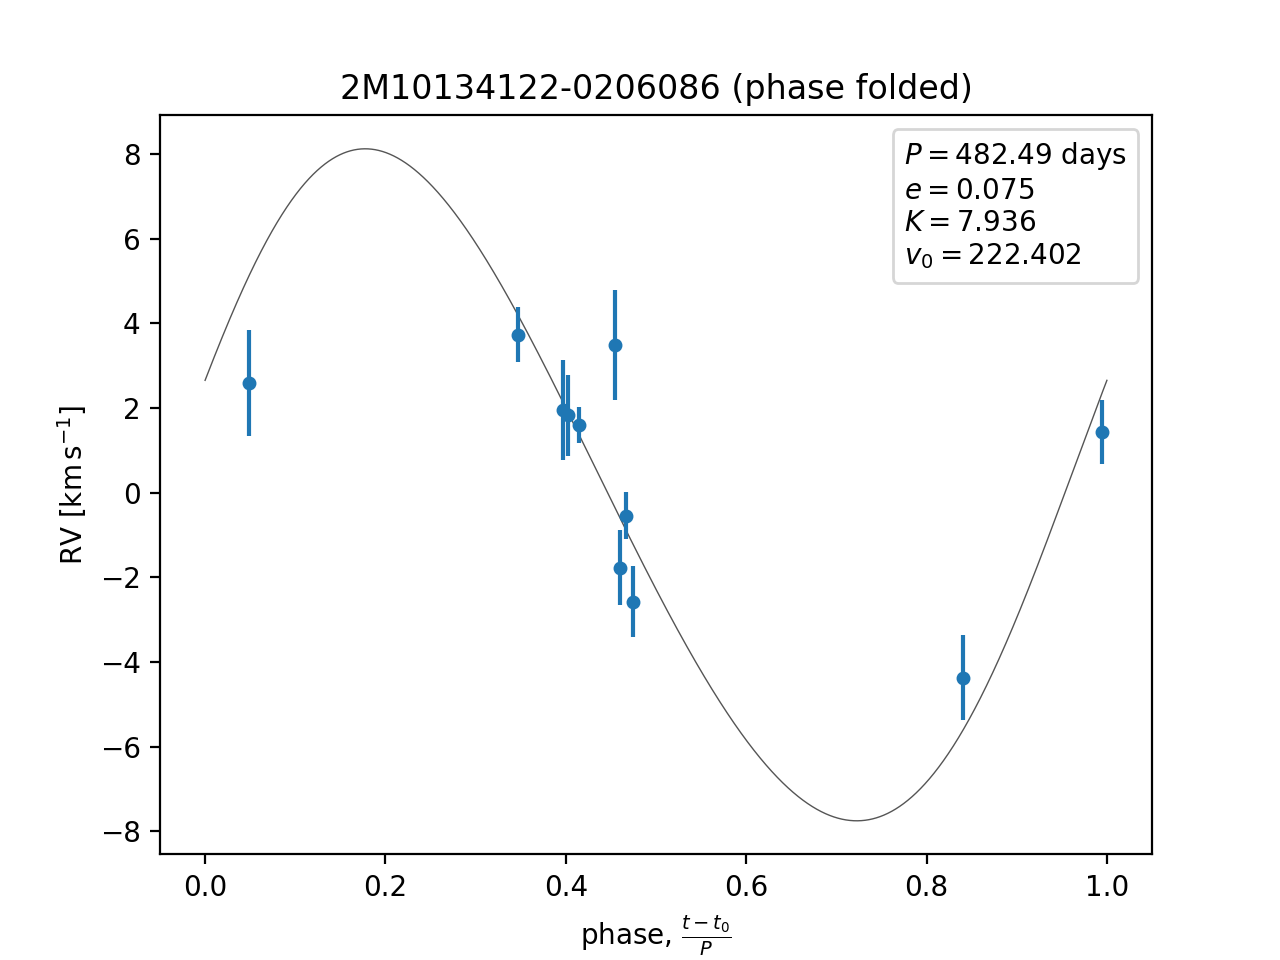 2M10134122-0206086 (phase folded)
P = 482.49 days
e = 0.075
K = 7.936
v₀ = 222.402
8
6
4
2
0
−2
−4
−6
−8
RV [km s⁻¹]
0.0 0.2 0.4 0.6 0.8 1.0
phase, (t − t₀)/P